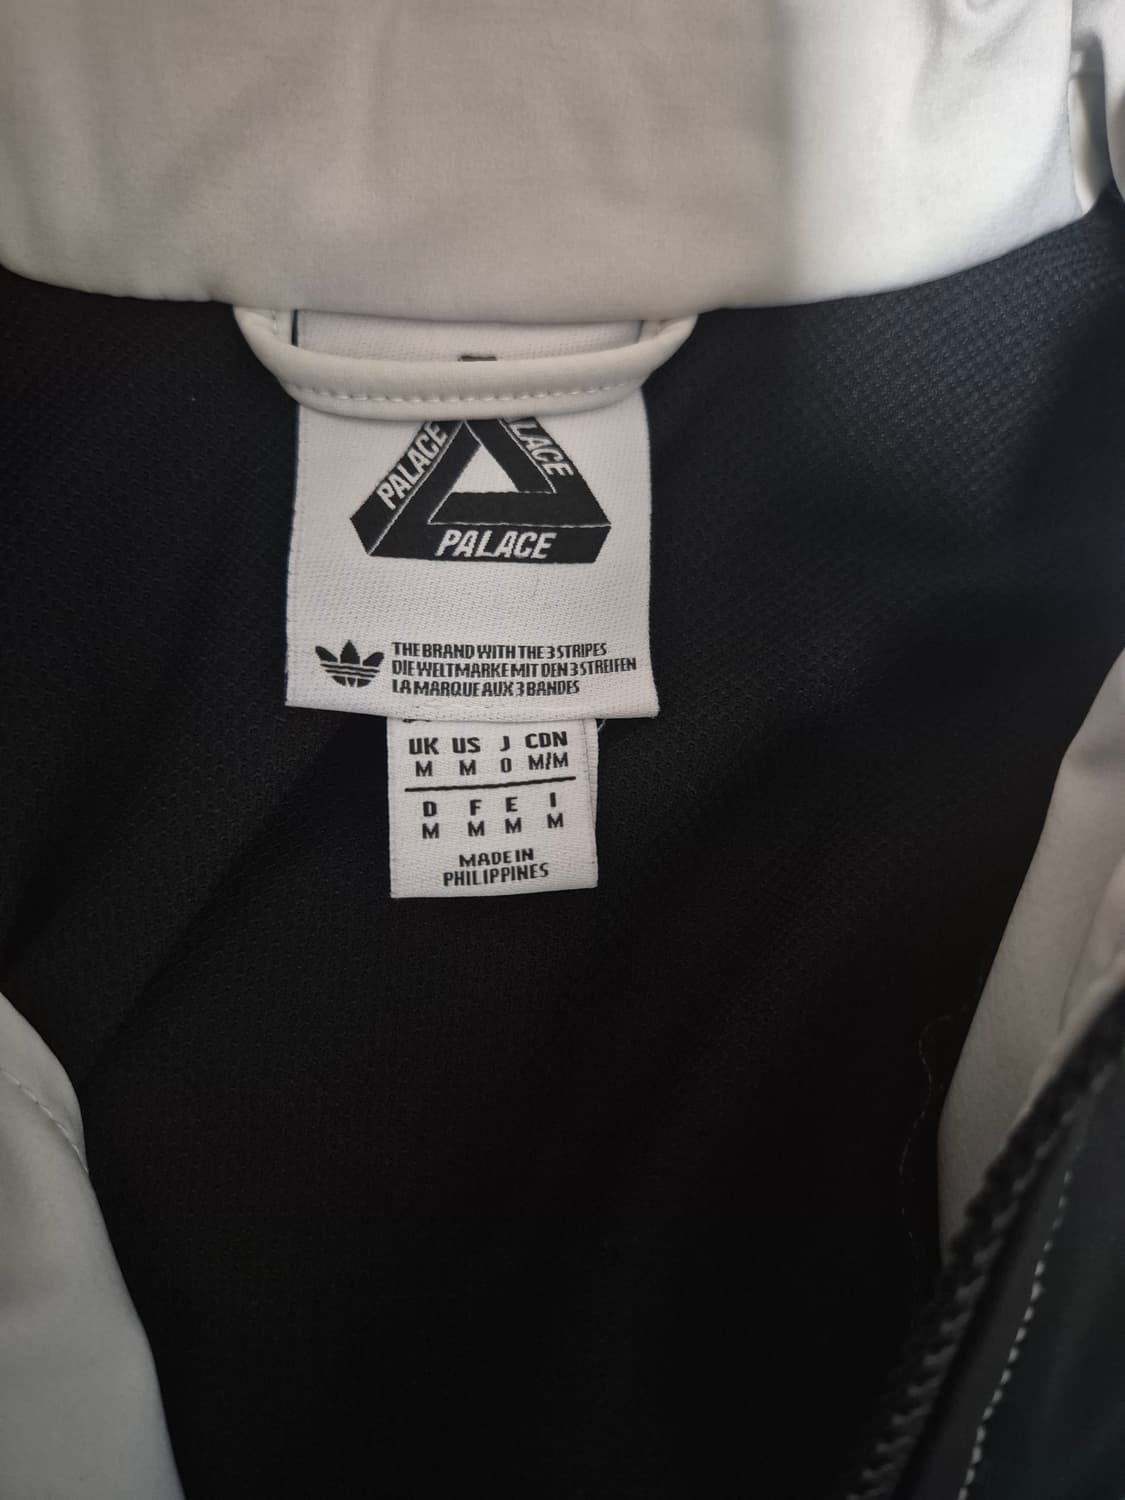 PALACE
LACE
PALACE
THE BRAND WITH THE 3 STRIPES
DIE WELTMARKE MIT DEN 3 STREIFEN
LA MARQUE AUX 3 BANDES
UK US J CDN
M M O M/M
D F E I
M M M M
MADE IN
PHILIPPINES